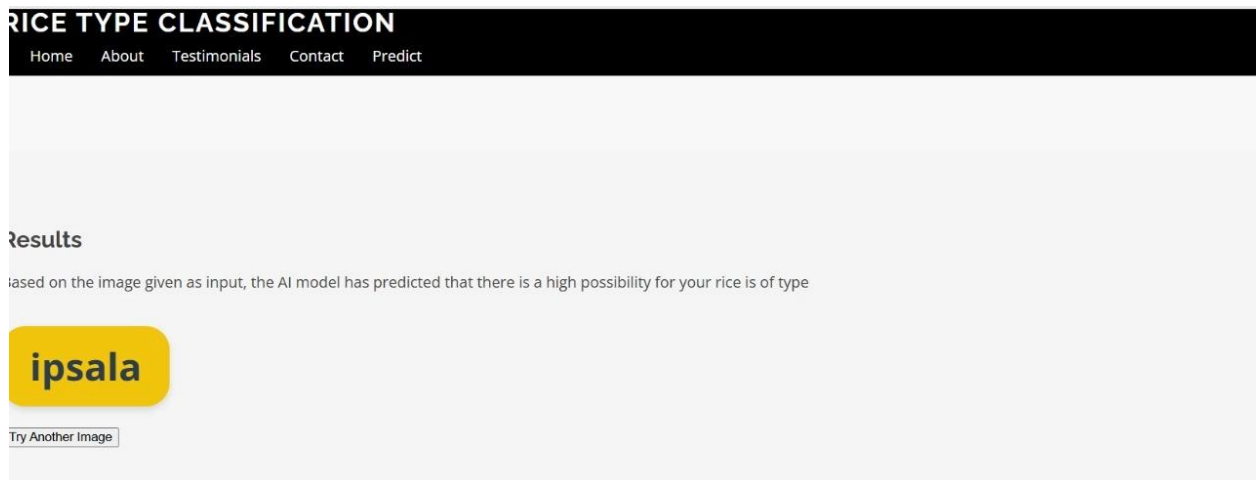 RICE TYPE CLASSIFICATION
Home About Testimonials Contact Predict
Results
Based on the image given as input, the AI model has predicted that there is a high possibility for your rice is of type
ipsala
Try Another Image